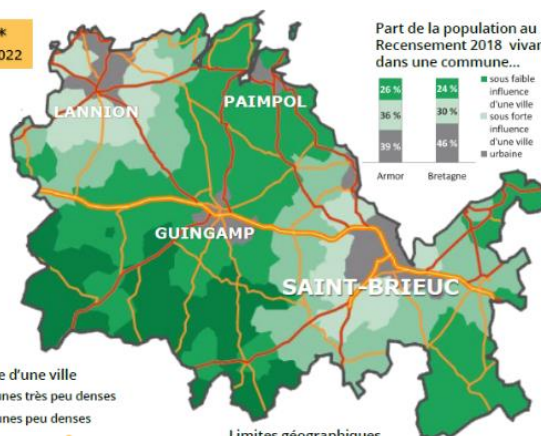 *
022
Part de la population au
Recensement 2018 vivan
dans une commune...
26 %
36 %
39 %
24 %
30 %
46 %
Armor
Bretagne
sous faible
influence
d'une ville
sous forte
influence
d'une ville
urbaine
LANNION
PAIMPOL
GUINGAMP
SAINT-BRIEUC
e d'une ville
unes très peu denses
unes peu denses
Limites géographiques